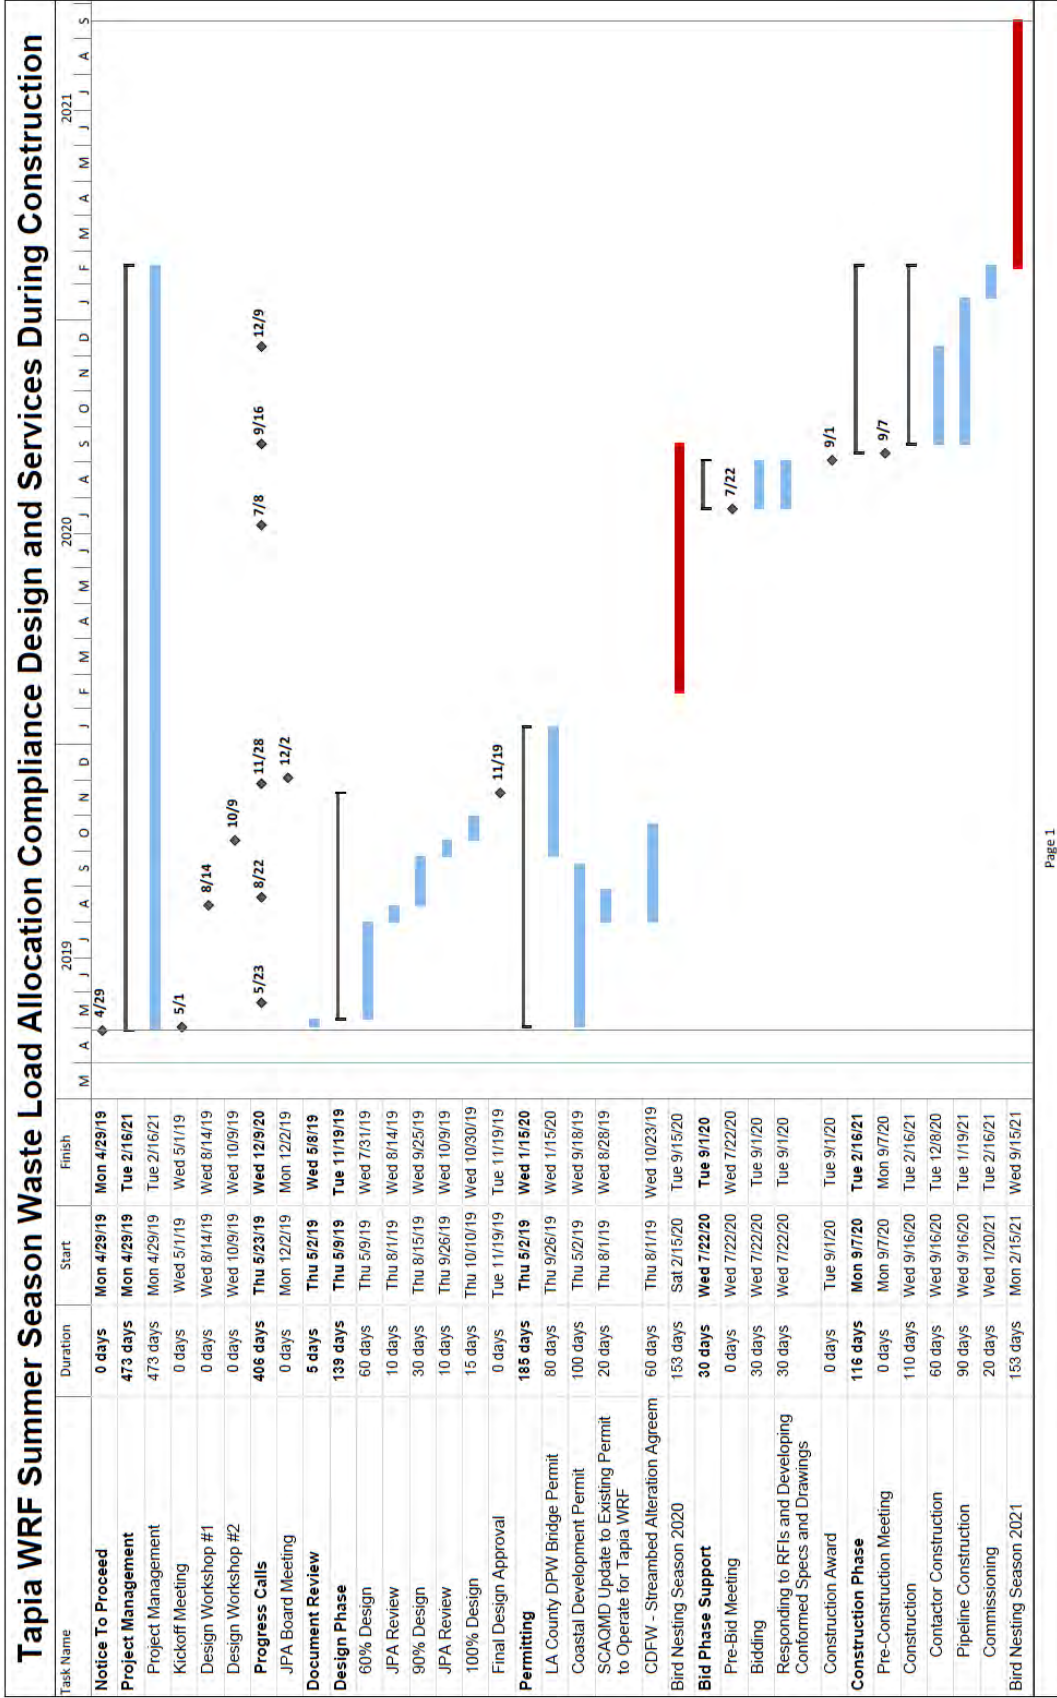 Tapia WRF Summer Season Waste Load Allocation Compliance Design and Services During Construction
Task Name Duration Start Finish 2019 2020 2021
M A M J J A S O N D J F M A M J J A S O N D J F M A M J J A S
Notice To Proceed 0 days Mon 4/29/19 Mon 4/29/19 4/29
Project Management 473 days Mon 4/29/19 Tue 2/16/21
Project Management 473 days Mon 4/29/19 Tue 2/16/21
Kickoff Meeting 0 days Wed 5/1/19 Wed 5/1/19 5/1
Design Workshop #1 0 days Wed 8/14/19 Wed 8/14/19 8/14
Design Workshop #2 0 days Wed 10/9/19 Wed 10/9/19 10/9
Progress Calls 406 days Thu 5/23/19 Wed 12/9/20 5/23 8/22 11/28 7/8 9/16 12/9
JPA Board Meeting 0 days Mon 12/2/19 Mon 12/2/19 12/2
Document Review 5 days Thu 5/2/19 Wed 5/8/19
Design Phase 139 days Thu 5/9/19 Tue 11/19/19
60% Design 60 days Thu 5/9/19 Wed 7/31/19
JPA Review 10 days Thu 8/1/19 Wed 8/14/19
90% Design 30 days Thu 8/15/19 Wed 9/25/19
JPA Review 10 days Thu 9/26/19 Wed 10/9/19
100% Design 15 days Thu 10/10/19 Wed 10/30/19
Final Design Approval 0 days Tue 11/19/19 Tue 11/19/19 11/19
Permitting 185 days Thu 5/2/19 Wed 1/15/20
LA County DPW Bridge Permit 80 days Thu 9/26/19 Wed 1/15/20
Coastal Development Permit 100 days Thu 5/2/19 Wed 9/18/19
SCAQMD Update to Existing Permit 20 days Thu 8/1/19 Wed 8/28/19
to Operate for Tapia WRF
CDFW - Streambed Alteration Agreem 60 days Thu 8/1/19 Wed 10/23/19
Bird Nesting Season 2020 153 days Sat 2/15/20 Tue 9/15/20
Bid Phase Support 30 days Wed 7/22/20 Tue 9/1/20
Pre-Bid Meeting 0 days Wed 7/22/20 Wed 7/22/20 7/22
Bidding 30 days Wed 7/22/20 Tue 9/1/20
Responding to RFIs and Developing 30 days Wed 7/22/20 Tue 9/1/20
Conformed Specs and Drawings
Construction Award 0 days Tue 9/1/20 Tue 9/1/20 9/1
Construction Phase 116 days Mon 9/7/20 Tue 2/16/21
Pre-Construction Meeting 0 days Mon 9/7/20 Mon 9/7/20 9/7
Construction 110 days Wed 9/16/20 Tue 2/16/21
Contactor Construction 60 days Wed 9/16/20 Tue 12/8/20
Pipeline Construction 90 days Wed 9/16/20 Tue 1/19/21
Commissioning 20 days Wed 1/20/21 Tue 2/16/21
Bird Nesting Season 2021 153 days Mon 2/15/21 Wed 9/15/21
Page 1